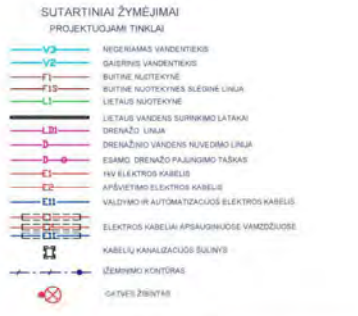 SUTARTINIAI ŽYMĖJIMAI
PROJEKTUOJAMI TINKLAI
V3 NEGERIAMAS VANDENTIEKIS
V2 GAISRINIS VANDENTIEKIS
F1 BUITINĖ NUOTEKYNĖ
F1S BUITINĖ NUOTEKYNĖS SLĖGINĖ LINIJA
L1 LIETAUS NUOTEKYNĖ
LIETAUS VANDENS SURINKIMO LATAKAI
LD1 DRENAŽO LINIJA
D DRENAŽINIO VANDENS NUVEDIMO LINIJA
D ESAMO DRENAŽO PAJUNGIMO TAŠKAS
E1 1kV ELEKTROS KABELIS
E2 APŠVIETIMO ELEKTROS KABELIS
E11 VALDYMO IR AUTOMATIZACIJOS ELEKTROS KABELIS
ELEKTROS KABELIAI APSAUGINIUOSE VAMZDŽIUOSE
KABELIŲ KANALIZACIJOS ŠULINYS
ĮŽEMINIMO KONTŪRAS
GATVĖS ŽIBINTAS